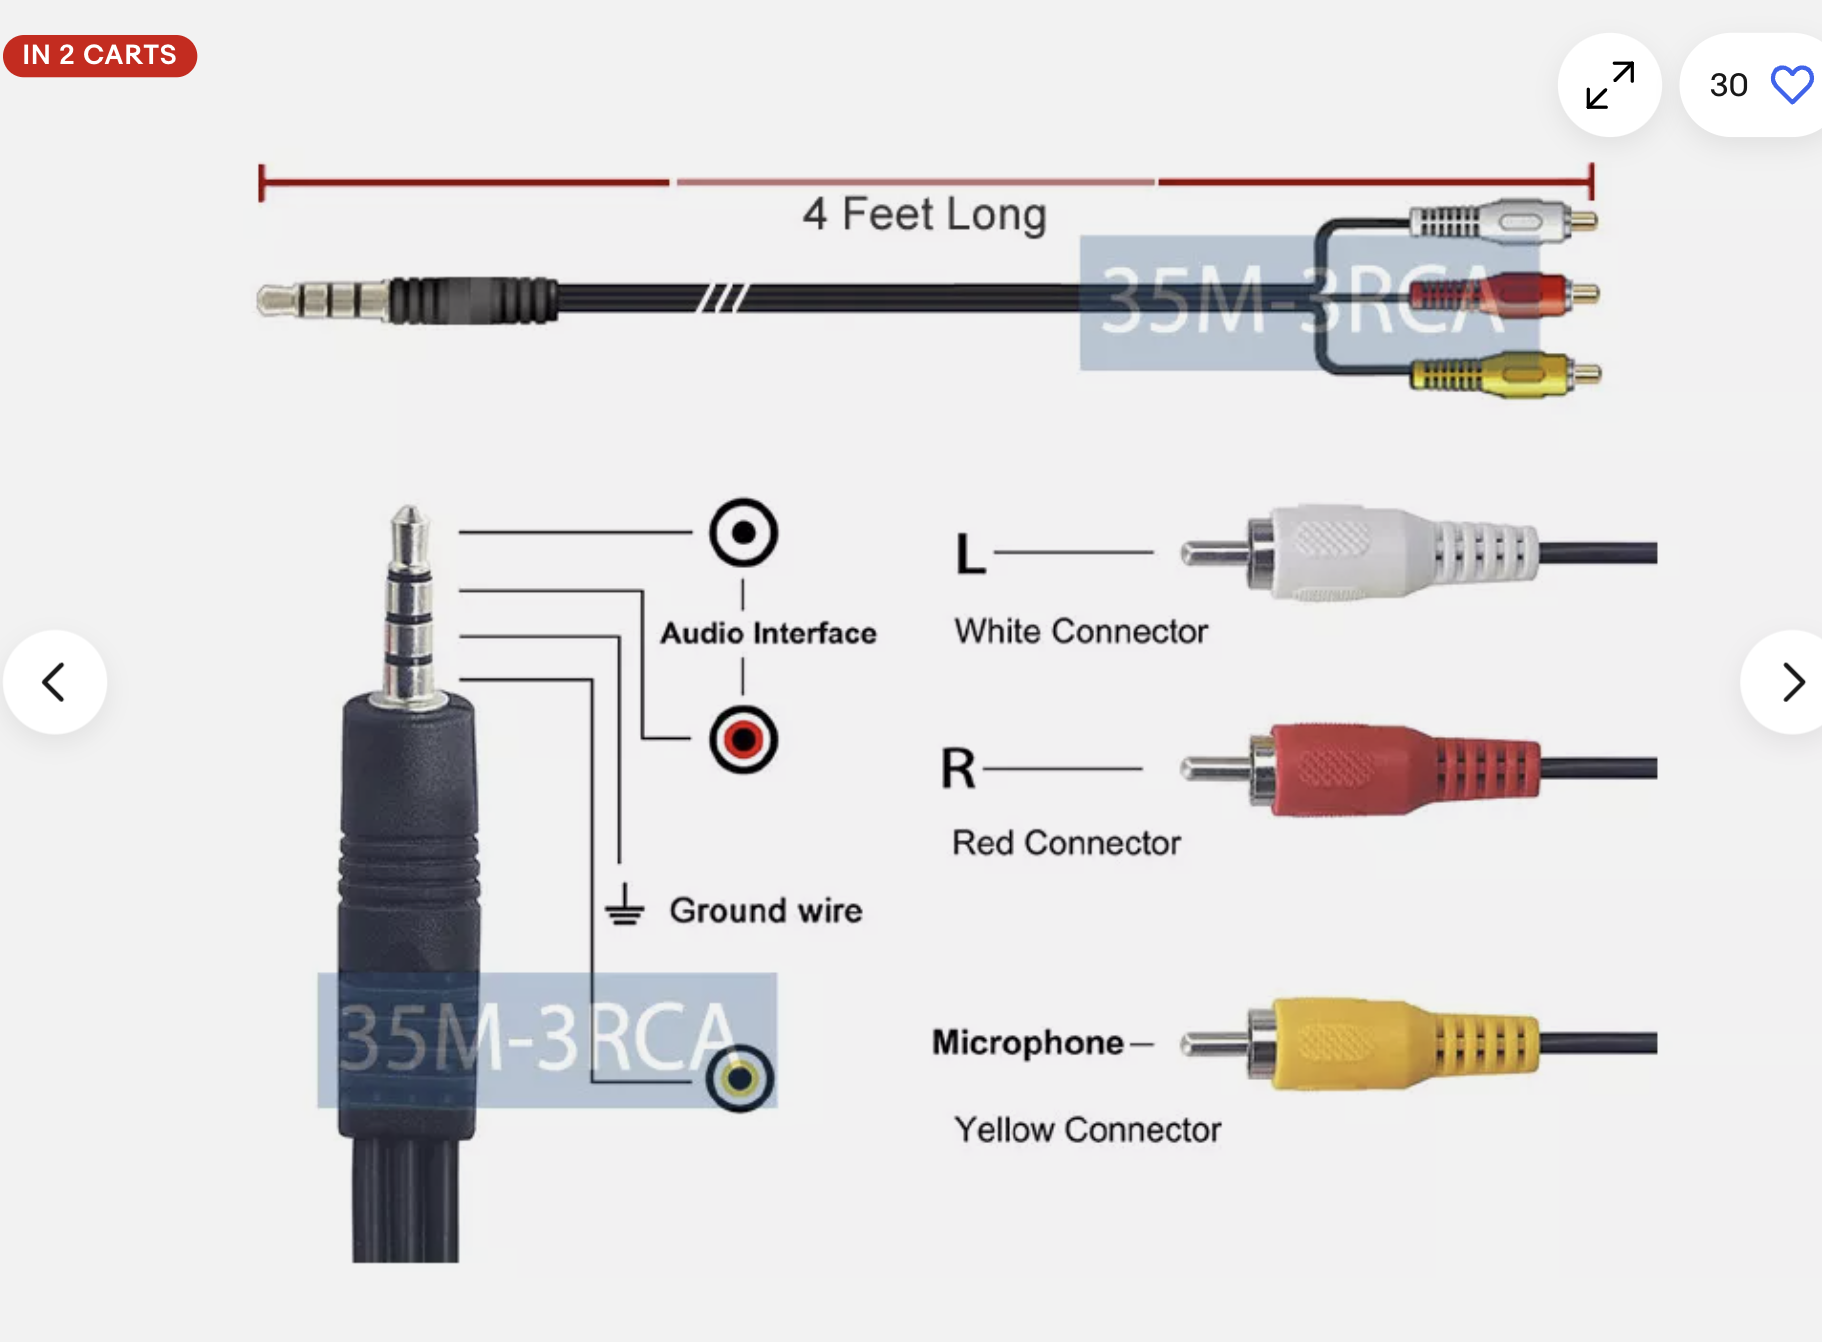 IN 2 CARTS
30
4 Feet Long
35M-3RCA
Audio Interface
L
White Connector
R
Red Connector
Ground wire
35M-3RCA
Microphone
Yellow Connector